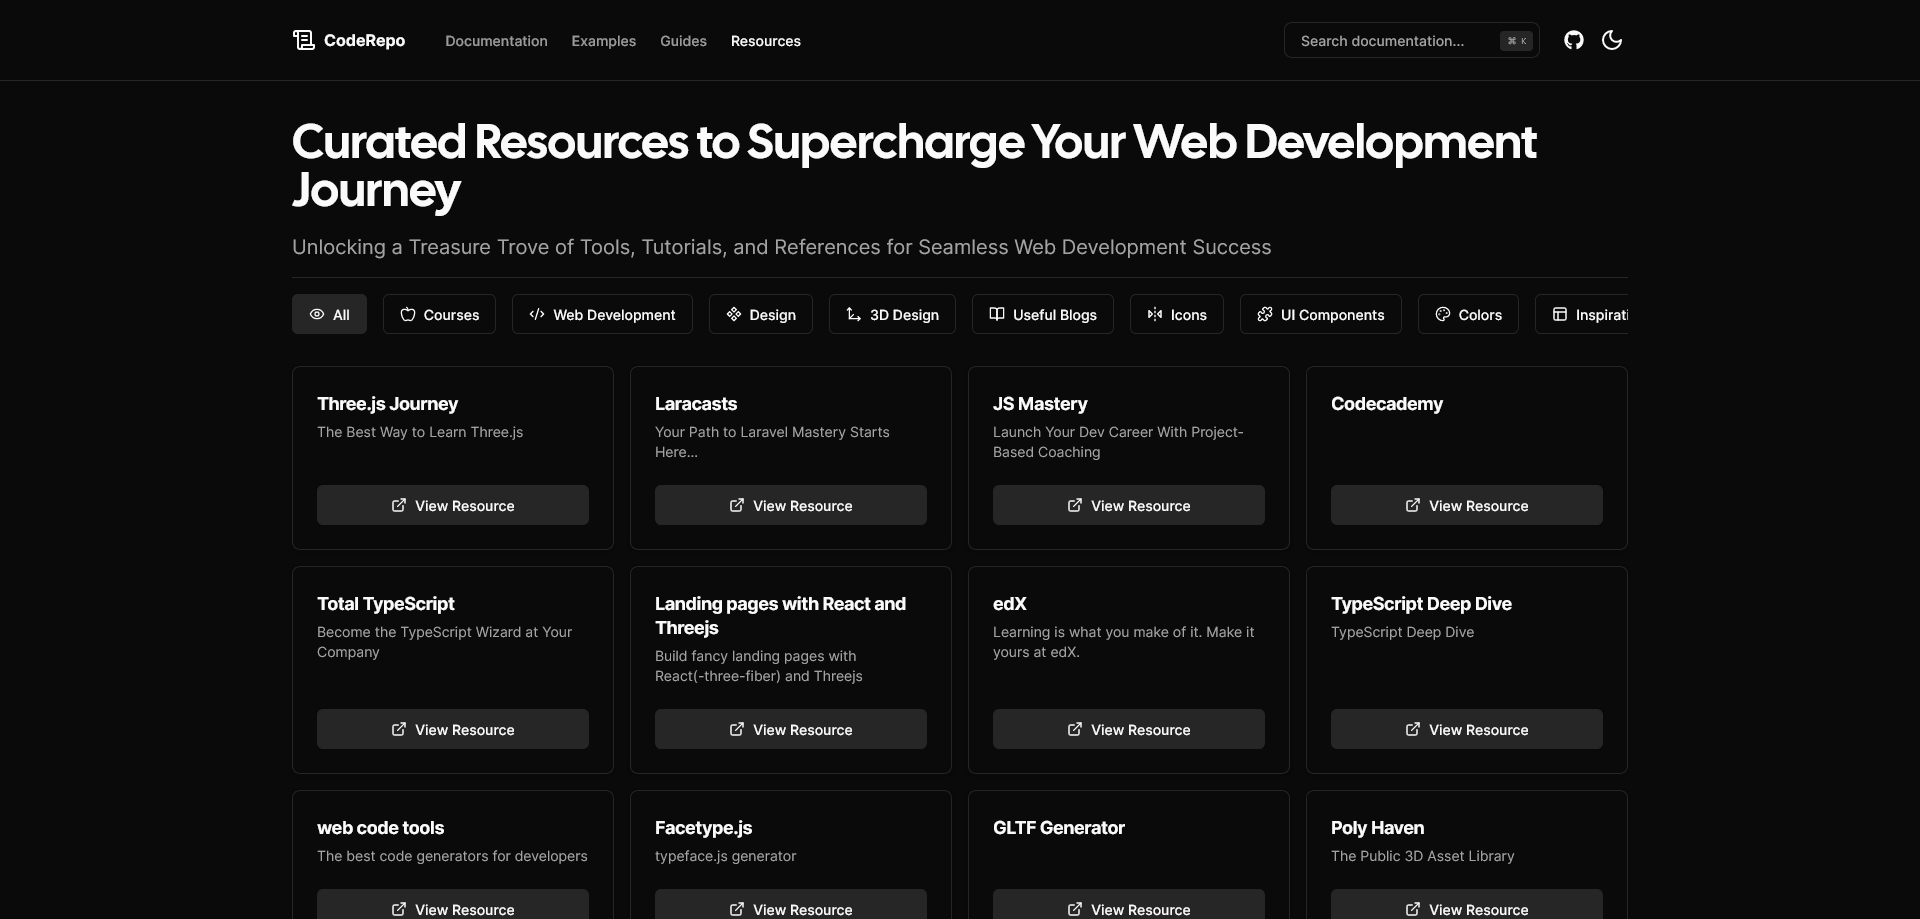 CodeRepo
Documentation
Examples
Guides
Resources
Search documentation...
⌘ K
Curated Resources to Supercharge Your Web Development
Journey
Unlocking a Treasure Trove of Tools, Tutorials, and References for Seamless Web Development Success
All
Courses
Web Development
Design
3D Design
Useful Blogs
Icons
UI Components
Colors
Inspirati
Three.js Journey
The Best Way to Learn Three.js
View Resource
Laracasts
Your Path to Laravel Mastery Starts
Here...
View Resource
JS Mastery
Launch Your Dev Career With Project-
Based Coaching
View Resource
Codecademy
View Resource
Total TypeScript
Become the TypeScript Wizard at Your
Company
View Resource
Landing pages with React and
Threejs
Build fancy landing pages with
React(-three-fiber) and Threejs
View Resource
edX
Learning is what you make of it. Make it
yours at edX.
View Resource
TypeScript Deep Dive
TypeScript Deep Dive
View Resource
web code tools
The best code generators for developers
View Resource
Facetype.js
typeface.js generator
View Resource
GLTF Generator
View Resource
Poly Haven
The Public 3D Asset Library
View Resource